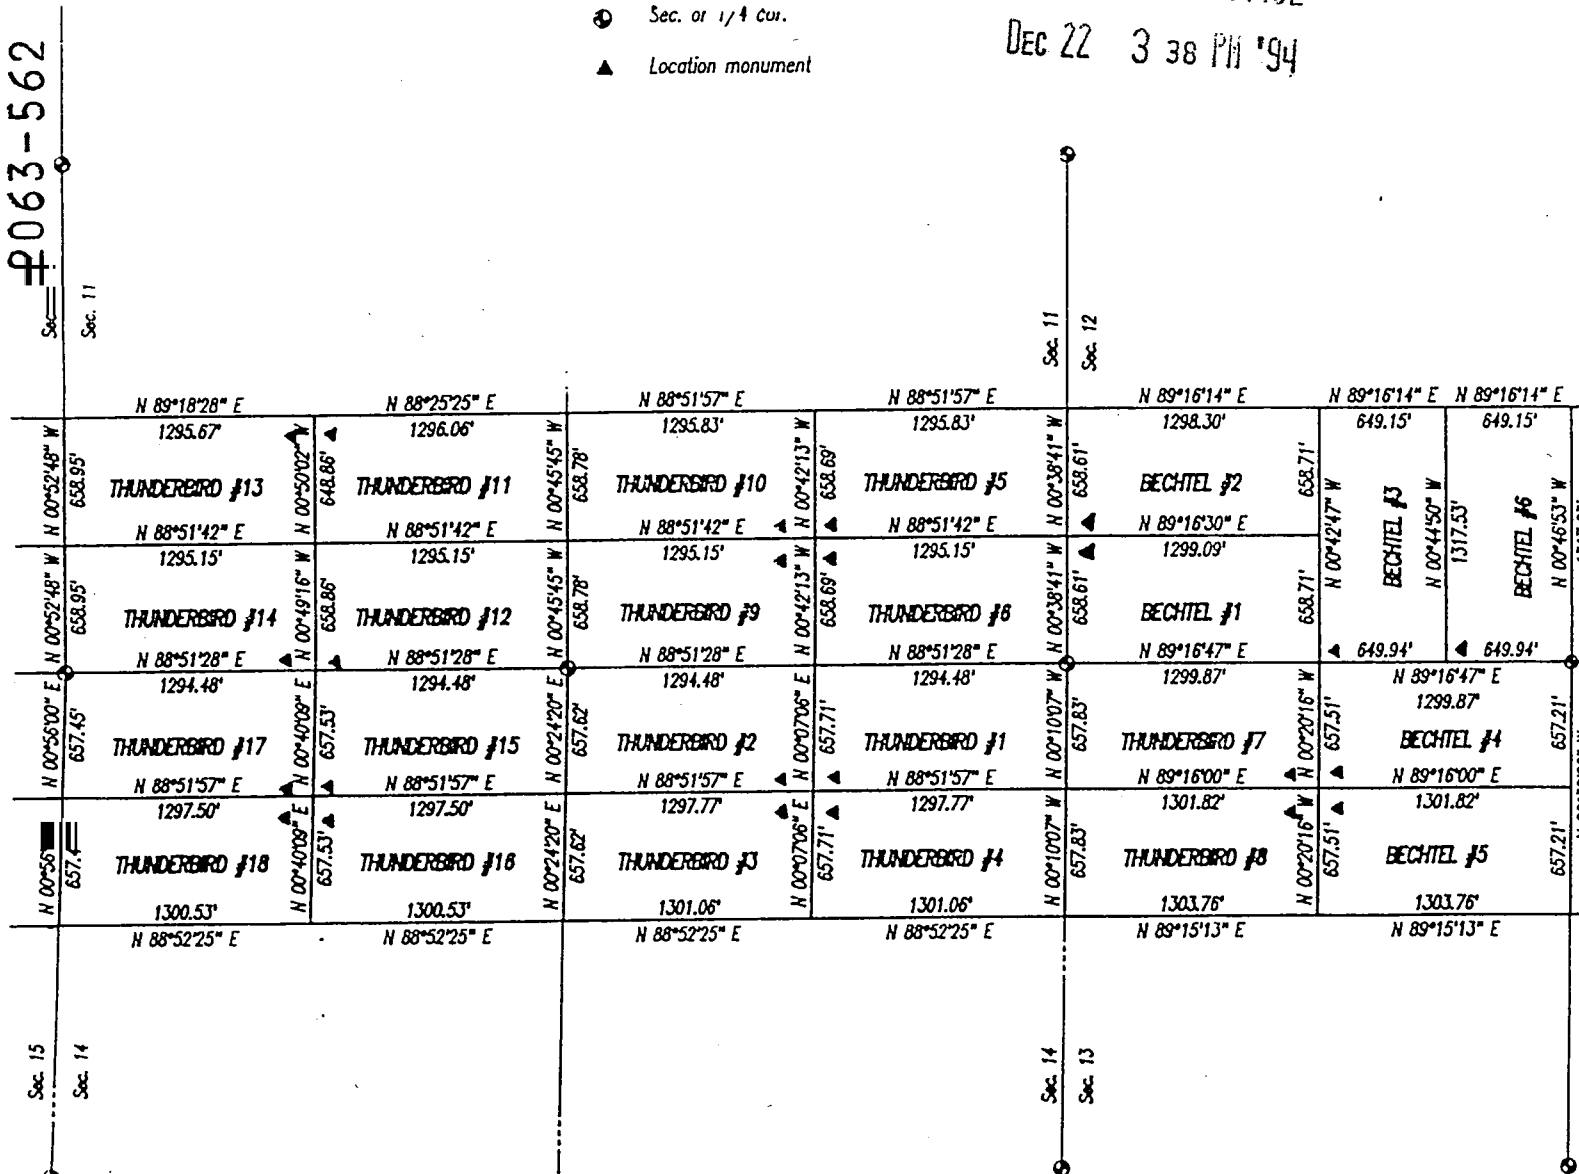 Sec. or 1/4 cor.
DEC 22 3 38 PM '94
Location monument
P063-562
Sec. 11
Sec. 11
Sec. 12
N 89°18'28" E
N 88°25'25" E
N 88°51'57" E
N 88°51'57" E
N 89°16'14" E
N 89°16'14" E
N 89°16'14" E
1295.67'
1296.06'
1295.83'
1295.83'
1298.30'
649.15'
649.15'
N 00°52'48" W
658.95'
THUNDERBIRD #13
N 00°50'02" W
648.86'
THUNDERBIRD #11
N 00°45'45" W
658.78'
THUNDERBIRD #10
N 00°42'13" W
658.69'
THUNDERBIRD #5
N 00°38'41" W
658.61'
BECHTEL #2
658.71'
N 00°42'47" W
BECHTEL #3
N 00°44'50" W
1317.53'
BECHTEL #6
N 00°46'53" W
N 88°51'42" E
N 88°51'42" E
N 88°51'42" E
N 88°51'42" E
N 89°16'30" E
1295.15'
1295.15'
1295.15'
1295.15'
1299.09'
N 00°52'48" W
658.95'
THUNDERBIRD #14
N 00°49'16" W
658.86'
THUNDERBIRD #12
N 00°45'45" W
658.78'
THUNDERBIRD #9
N 00°42'13" W
658.69'
THUNDERBIRD #6
N 00°38'41" W
658.61'
BECHTEL #1
658.71'
N 88°51'28" E
N 88°51'28" E
N 88°51'28" E
N 88°51'28" E
N 89°16'47" E
649.94'
649.94'
1294.48'
1294.48'
1294.48'
1294.48'
1299.87'
N 89°16'47" E
1299.87'
N 00°56'00" E
657.45'
THUNDERBIRD #17
N 00°40'09" E
657.53'
THUNDERBIRD #15
N 00°24'20" E
657.62'
THUNDERBIRD #2
N 00°07'06" E
657.71'
THUNDERBIRD #1
N 00°10'07" W
657.83'
THUNDERBIRD #7
N 00°20'16" W
657.51'
BECHTEL #4
657.21'
N 88°51'57" E
N 88°51'57" E
N 88°51'57" E
N 88°51'57" E
N 89°16'00" E
N 89°16'00" E
1297.50'
1297.50'
1297.77'
1297.77'
1301.82'
1301.82'
N 00°56
657.4
THUNDERBIRD #18
N 00°40'09" E
657.53'
THUNDERBIRD #16
N 00°24'20" E
657.62'
THUNDERBIRD #3
N 00°07'06" E
657.71'
THUNDERBIRD #4
N 00°10'07" W
657.83'
THUNDERBIRD #8
N 00°20'16" W
657.51'
BECHTEL #5
657.21'
1300.53'
1300.53'
1301.06'
1301.06'
1303.76'
1303.76'
N 88°52'25" E
N 88°52'25" E
N 88°52'25" E
N 88°52'25" E
N 89°15'13" E
N 89°15'13" E
Sec. 15
Sec. 14
Sec. 14
Sec. 13